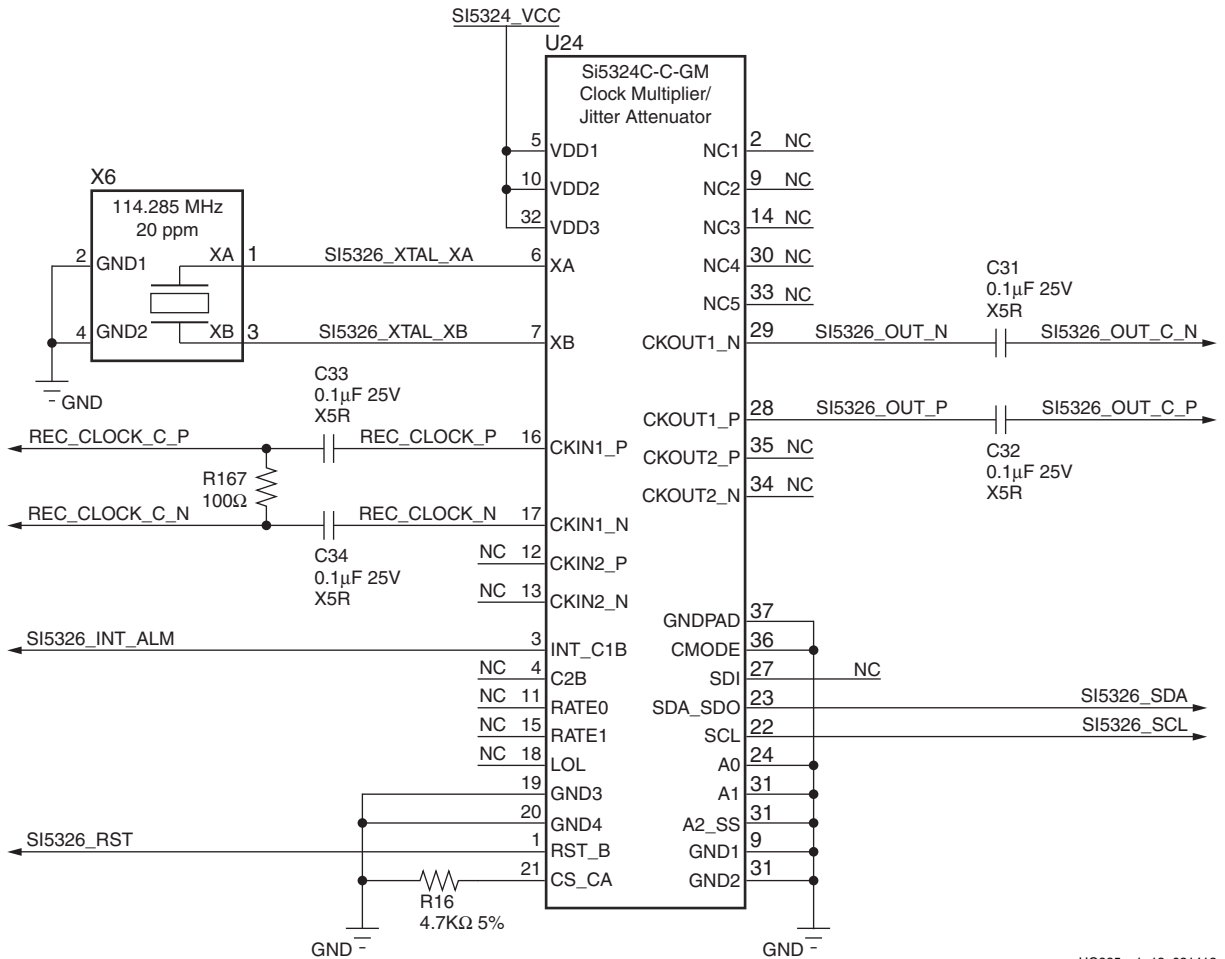 SI5324_VCC
U24
Si5324C-C-GM
Clock Multiplier/
Jitter Attenuator
5 VDD1
10 VDD2
32 VDD3
6 XA
7 XB
16 CKIN1_P
17 CKIN1_N
NC 12 CKIN2_P
NC 13 CKIN2_N
3 INT_C1B
NC 4 C2B
NC 11 RATE0
NC 15 RATE1
NC 18 LOL
19 GND3
20 GND4
1 RST_B
21 CS_CA
NC1 2 NC
NC2 9 NC
NC3 14 NC
NC4 30 NC
NC5 33 NC
CKOUT1_N 29
CKOUT1_P 28
CKOUT2_P 35 NC
CKOUT2_N 34 NC
GNDPAD 37
CMODE 36
SDI 27 NC
SDA_SDO 23
SCL 22
A0 24
A1 31
A2_SS 31
GND1 9
GND2 31
X6
114.285 MHz
20 ppm
2 GND1
XA 1
4 GND2
XB 3
GND
SI5326_XTAL_XA
SI5326_XTAL_XB
C33
0.1μF 25V
X5R
REC_CLOCK_C_P
REC_CLOCK_P
R167
100Ω
REC_CLOCK_C_N
REC_CLOCK_N
C34
0.1μF 25V
X5R
SI5326_INT_ALM
SI5326_RST
R16
4.7KΩ 5%
GND
C31
0.1μF 25V
X5R
SI5326_OUT_N
SI5326_OUT_C_N
SI5326_OUT_P
SI5326_OUT_C_P
C32
0.1μF 25V
X5R
SI5326_SDA
SI5326_SCL
GND